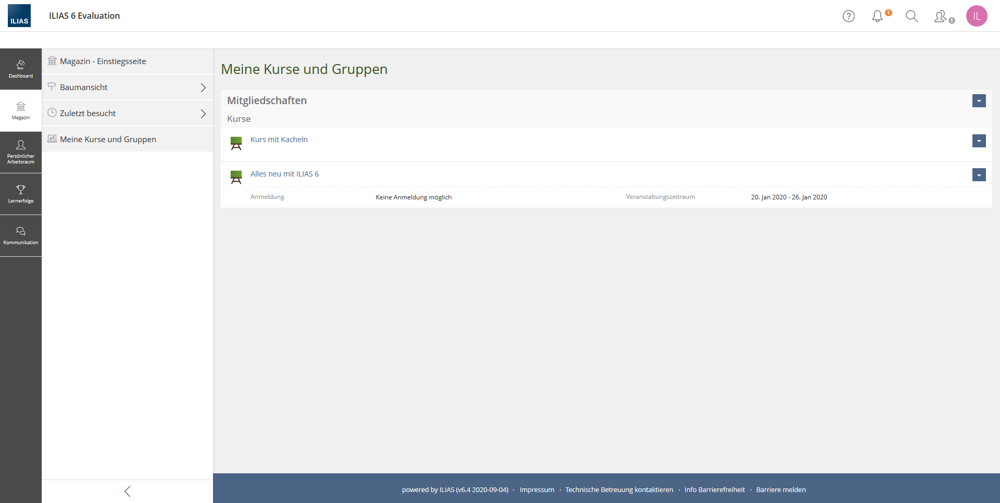 ILIAS
ILIAS 6 Evaluation
?
1
1
IL
Dashboard
Magazin
Persönlicher
Arbeitsraum
Lernerfolge
Kommunikation
Magazin - Einstiegsseite
Baumansicht
Zuletzt besucht
Meine Kurse und Gruppen
Meine Kurse und Gruppen
Mitgliedschaften
Kurse
Kurs mit Kacheln
Alles neu mit ILIAS 6
Anmeldung Keine Anmeldung möglich Veranstaltungszeitraum 20. Jan 2020 - 26. Jan 2020
powered by ILIAS (v6.4 2020-09-04) · Impressum · Technische Betreuung kontaktieren · Info Barrierefreiheit · Barriere melden